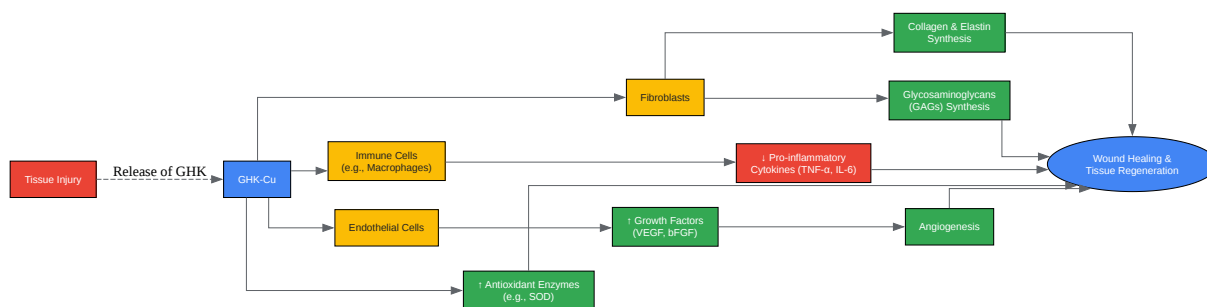 Collagen & Elastin
Synthesis
Fibroblasts
Glycosaminoglycans
(GAGs) Synthesis
Tissue Injury
Release of GHK
GHK-Cu
Immune Cells
(e.g., Macrophages)
↓ Pro-inflammatory
Cytokines (TNF-α, IL-6)
Wound Healing &
Tissue Regeneration
Endothelial Cells
↑ Growth Factors
(VEGF, bFGF)
Angiogenesis
↑ Antioxidant Enzymes
(e.g., SOD)